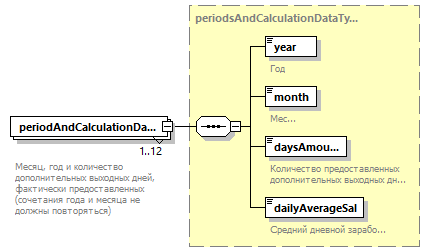 periodsAndCalculationDataTy...
year
Год
month
Мес...
periodAndCalculationDa...
1..12
Месяц, год и количество
дополнительных выходных дней,
фактически предоставленных
(сочетания года и месяца не
должны повторяться)
daysAmou...
Количество предоставленных
дополнительных выходных дн...
dailyAverageSal
Средний дневной зарабо...